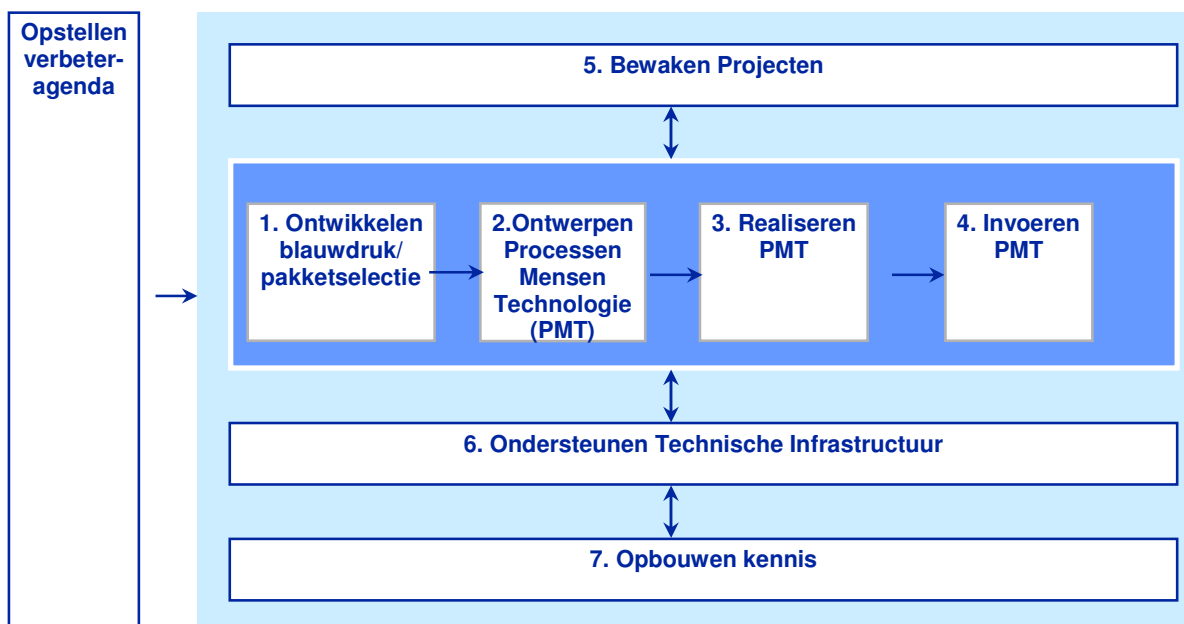 Opstellen
verbeter-
agenda
5. Bewaken Projecten
1. Ontwikkelen
blauwdruk/
pakketselectie
2.Ontwerpen
Processen
Mensen
Technologie
(PMT)
3. Realiseren
PMT
4. Invoeren
PMT
6. Ondersteunen Technische Infrastructuur
7. Opbouwen kennis